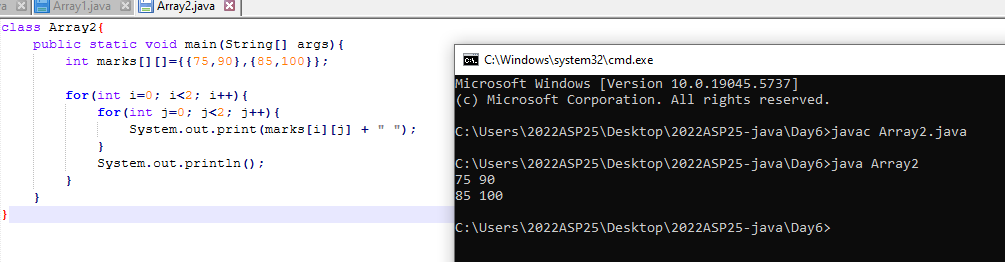 a Array1.java Array2.java
class Array2{
public static void main(String[] args){
int marks[][]={{75,90},{85,100}};
for(int i=0; i<2; i++){
for(int j=0; j<2; j++){
System.out.print(marks[i][j] + " ");
}
System.out.println();
}
}
}
C:\Windows\system32\cmd.exe
Microsoft Windows [Version 10.0.19045.5737]
(c) Microsoft Corporation. All rights reserved.
C:\Users\2022ASP25\Desktop\2022ASP25-java\Day6>javac Array2.java
C:\Users\2022ASP25\Desktop\2022ASP25-java\Day6>java Array2
75 90
85 100
C:\Users\2022ASP25\Desktop\2022ASP25-java\Day6>